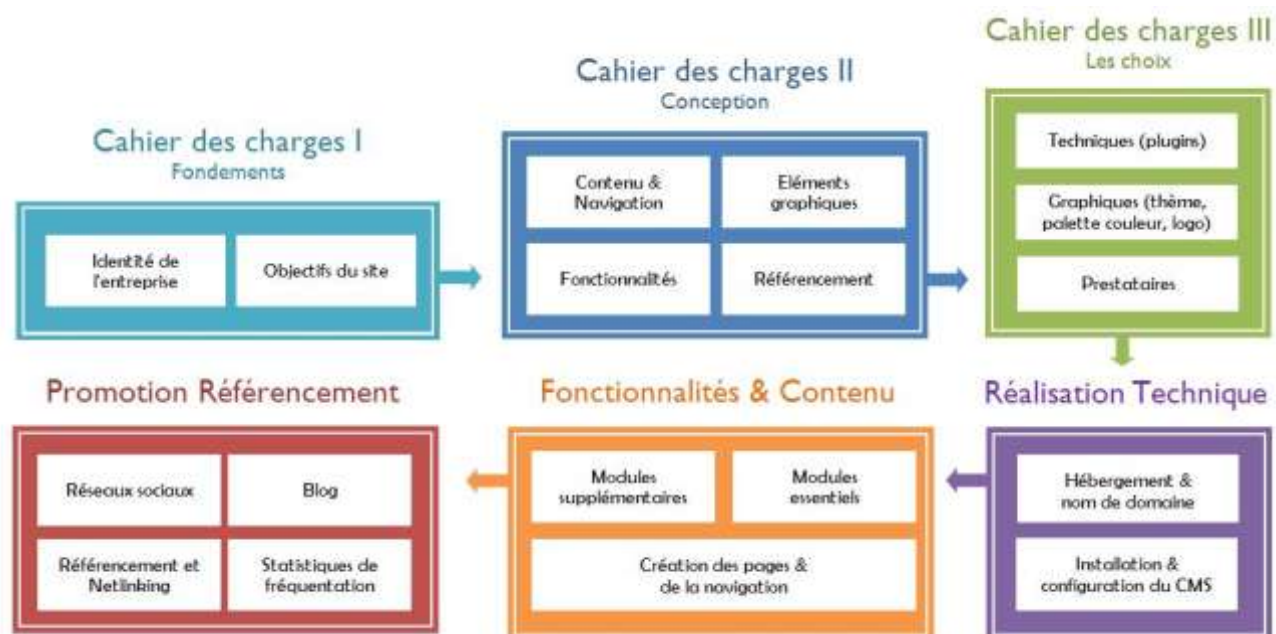 Cahier des charges I
Fondements
Identité de
l'entreprise
Objectifs du site
Cahier des charges II
Conception
Contenu &
Navigation
Eléments
graphiques
Fonctionnalités
Référencement
Cahier des charges III
Les choix
Techniques (plugins)
Graphiques (thème,
palette couleur, logo)
Prestataires
Réalisation Technique
Hébergement &
nom de domaine
Installation &
configuration du CMS
Fonctionnalités & Contenu
Modules
supplémentaires
Modules
essentiels
Création des pages &
de la navigation
Promotion Référencement
Réseaux sociaux
Blog
Référencement et
Netlinking
Statistiques de
fréquentation